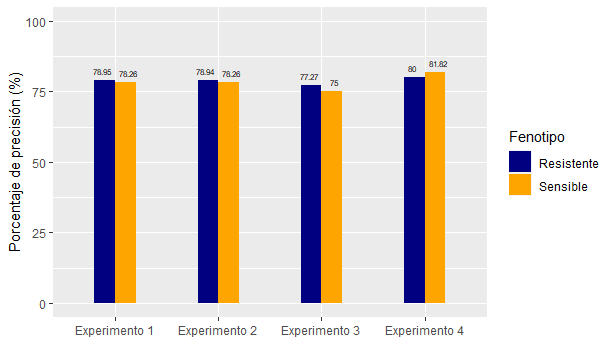 100
75
50
25
0
Porcentaje de precisión (%)
78.95 78.26 78.94 78.26 77.27 75 80 81.82
Experimento 1 Experimento 2 Experimento 3 Experimento 4
Fenotipo
Resistente
Sensible